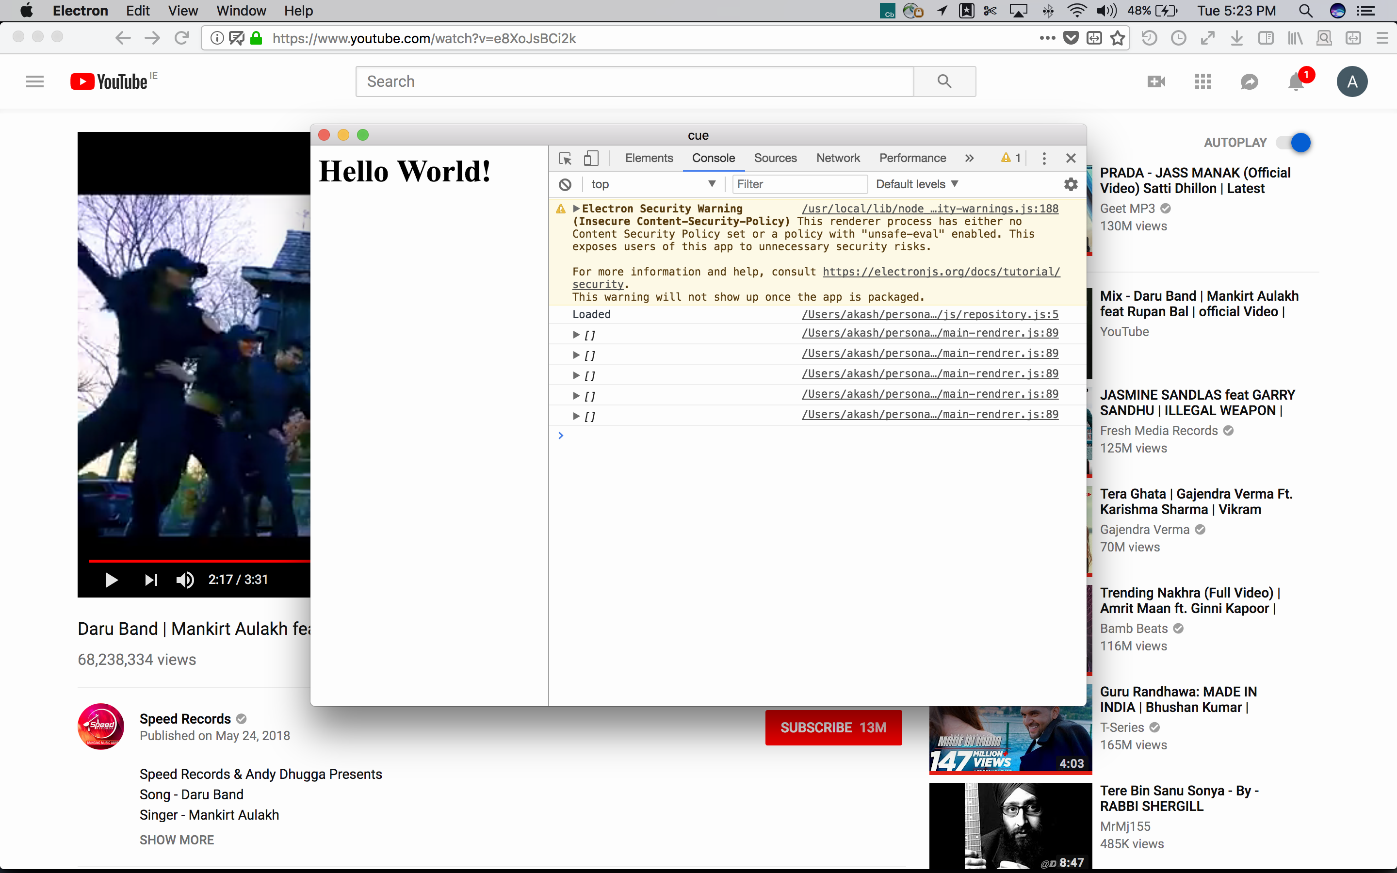 Electron Edit View Window Help
48% Tue 5:23 PM
https://www.youtube.com/watch?v=e8XoJsBCi2k
YouTube IE
Search
1
A
cue
Hello World!
Elements Console Sources Network Performance » 1
top
Filter
Default levels
Electron Security Warning /usr/local/lib/node …ity-warnings.js:188
(Insecure Content-Security-Policy) This renderer process has either no
Content Security Policy set or a policy with "unsafe-eval" enabled. This
exposes users of this app to unnecessary security risks.
For more information and help, consult https://electronjs.org/docs/tutorial/
security.
This warning will not show up once the app is packaged.
Loaded /Users/akash/persona…/js/repository.js:5
[] /Users/akash/persona…/main-rendrer.js:89
[] /Users/akash/persona…/main-rendrer.js:89
[] /Users/akash/persona…/main-rendrer.js:89
[] /Users/akash/persona…/main-rendrer.js:89
[] /Users/akash/persona…/main-rendrer.js:89
2:17 / 3:31
Daru Band | Mankirt Aulakh fea
68,238,334 views
Speed
Speed Records
Published on May 24, 2018
SUBSCRIBE 13M
Speed Records & Andy Dhugga Presents
Song - Daru Band
Singer - Mankirt Aulakh
SHOW MORE
AUTOPLAY
PRADA - JASS MANAK (Official
Video) Satti Dhillon | Latest
Geet MP3
130M views
Mix - Daru Band | Mankirt Aulakh
feat Rupan Bal | official Video |
YouTube
JASMINE SANDLAS feat GARRY
SANDHU | ILLEGAL WEAPON |
Fresh Media Records
125M views
Tera Ghata | Gajendra Verma Ft.
Karishma Sharma | Vikram
Gajendra Verma
70M views
Trending Nakhra (Full Video) |
Amrit Maan ft. Ginni Kapoor |
Bamb Beats
116M views
MADE IN INDIA
147 MILLION VIEWS
4:03
Guru Randhawa: MADE IN
INDIA | Bhushan Kumar |
T-Series
165M views
8:47
Tere Bin Sanu Sonya - By -
RABBI SHERGILL
MrMj155
485K views